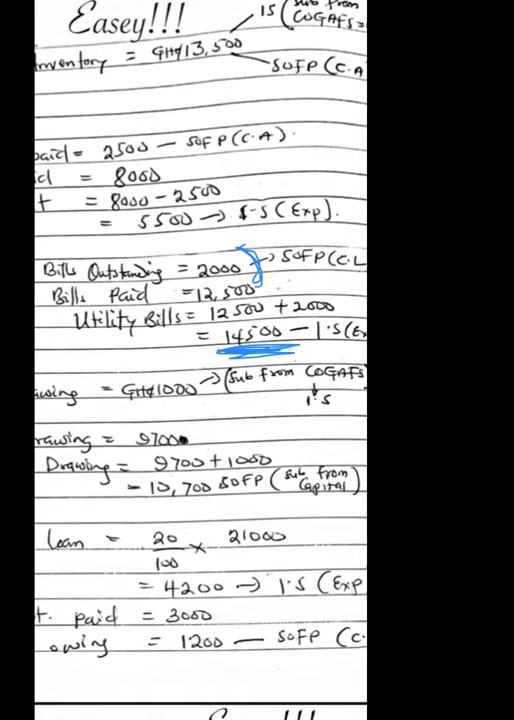 Easey!!!
IS (Sub from
COGAFS =
Inventory = GH¢13,500
SOFP (C.A
paid = 2500 — SOFP (C.A).
id = 8000
t = 8000 - 2500
= 5500 → I.S (Exp).
Bills Outstanding = 2000 → SOFP (C.L
Bills Paid = 12,500
Utility Bills = 12500 + 2000
= 14500 — I.S (Ex
awing = GH¢1000 → (Sub from COGAFS)
I.S
rawing = 9700
Drawing = 9700 + 1000
= 10,700 SOFP (Sub from Capital)
loan = 20/100 × 21000
= 4200 → I.S (Exp
t. paid = 3000
owing = 1200 — SOFP (C.